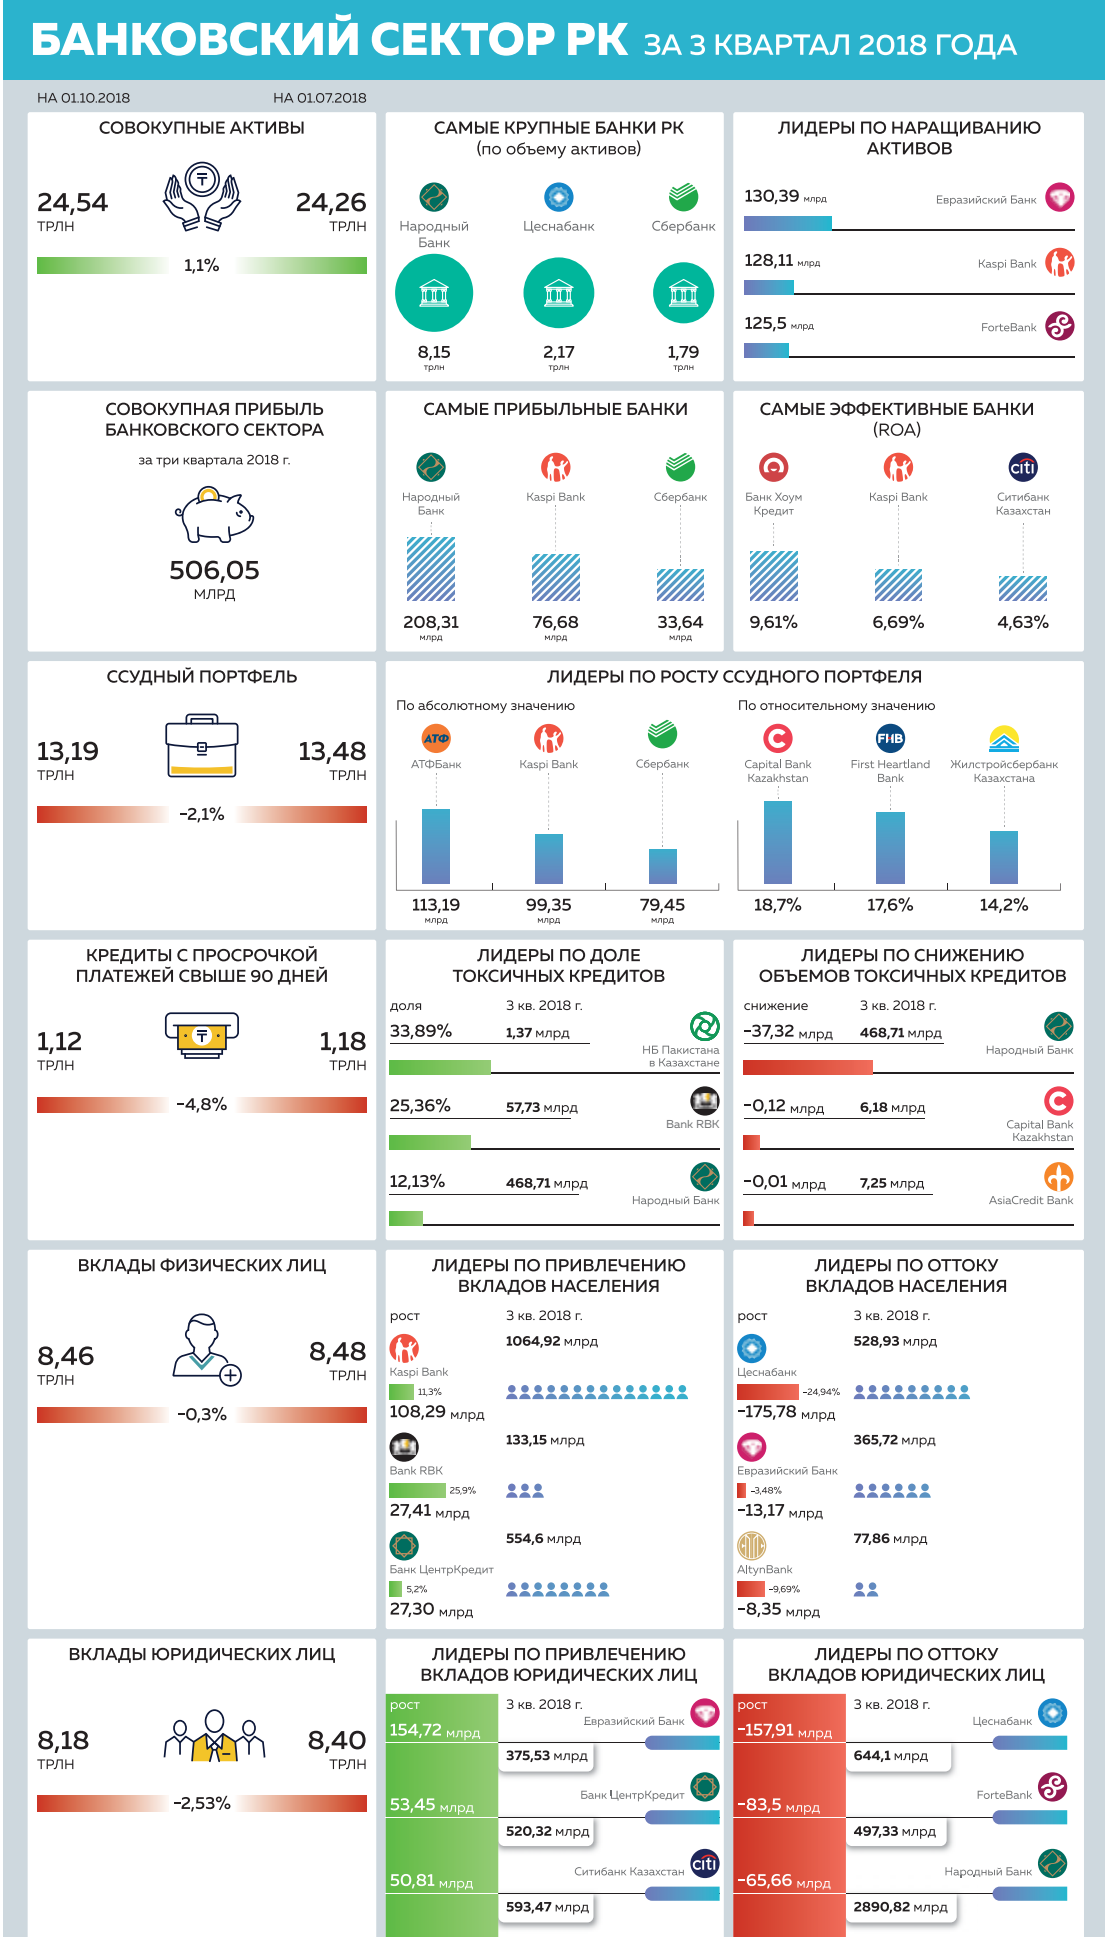 БАНКОВСКИЙ СЕКТОР РК ЗА 3 КВАРТАЛ 2018 ГОДА
НА 01.10.2018 НА 01.07.2018
СОВОКУПНЫЕ АКТИВЫ
24,54 24,26
ТРЛН ТРЛН
1,1%
САМЫЕ КРУПНЫЕ БАНКИ РК
(по объему активов)
Народный Банк
Цеснабанк
Сбербанк
8,15 2,17 1,79
трлн трлн трлн
ЛИДЕРЫ ПО НАРАЩИВАНИЮ
АКТИВОВ
130,39 млрд Евразийский Банк
128,11 млрд Kaspi Bank
125,5 млрд ForteBank
СОВОКУПНАЯ ПРИБЫЛЬ
БАНКОВСКОГО СЕКТОРА
за три квартала 2018 г.
506,05
МЛРД
САМЫЕ ПРИБЫЛЬНЫЕ БАНКИ
Народный Банк
Kaspi Bank
Сбербанк
208,31 76,68 33,64
млрд млрд млрд
САМЫЕ ЭФФЕКТИВНЫЕ БАНКИ
(ROA)
citi
Банк Хоум Кредит
Kaspi Bank
Ситибанк Казахстан
9,61% 6,69% 4,63%
ССУДНЫЙ ПОРТФЕЛЬ
13,19 13,48
ТРЛН ТРЛН
-2,1%
ЛИДЕРЫ ПО РОСТУ ССУДНОГО ПОРТФЕЛЯ
По абсолютному значению
АТФ
АТФБанк
Kaspi Bank
Сбербанк
113,19 99,35 79,45
млрд млрд млрд
По относительному значению
FHB
Capital Bank Kazakhstan
First Heartland Bank
Жилстройсбербанк Казахстана
18,7% 17,6% 14,2%
КРЕДИТЫ С ПРОСРОЧКОЙ
ПЛАТЕЖЕЙ СВЫШЕ 90 ДНЕЙ
1,12 1,18
ТРЛН ТРЛН
-4,8%
ЛИДЕРЫ ПО ДОЛЕ
ТОКСИЧНЫХ КРЕДИТОВ
доля 3 кв. 2018 г.
33,89% 1,37 млрд
НБ Пакистана
в Казахстане
25,36% 57,73 млрд
Bank RBK
12,13% 468,71 млрд
Народный Банк
ЛИДЕРЫ ПО СНИЖЕНИЮ
ОБЪЕМОВ ТОКСИЧНЫХ КРЕДИТОВ
снижение 3 кв. 2018 г.
-37,32 млрд 468,71 млрд
Народный Банк
-0,12 млрд 6,18 млрд
Capital Bank
Kazakhstan
-0,01 млрд 7,25 млрд
AsiaCredit Bank
ВКЛАДЫ ФИЗИЧЕСКИХ ЛИЦ
8,46 8,48
ТРЛН ТРЛН
-0,3%
ЛИДЕРЫ ПО ПРИВЛЕЧЕНИЮ
ВКЛАДОВ НАСЕЛЕНИЯ
рост 3 кв. 2018 г.
1064,92 млрд
Kaspi Bank
11,3%
108,29 млрд
133,15 млрд
Bank RBK
25,9%
27,41 млрд
554,6 млрд
Банк ЦентрКредит
5,2%
27,30 млрд
ЛИДЕРЫ ПО ОТТОКУ
ВКЛАДОВ НАСЕЛЕНИЯ
рост 3 кв. 2018 г.
528,93 млрд
Цеснабанк
-24,94%
-175,78 млрд
365,72 млрд
Евразийский Банк
-3,48%
-13,17 млрд
77,86 млрд
AltynBank
-9,69%
-8,35 млрд
ВКЛАДЫ ЮРИДИЧЕСКИХ ЛИЦ
8,18 8,40
ТРЛН ТРЛН
-2,53%
ЛИДЕРЫ ПО ПРИВЛЕЧЕНИЮ
ВКЛАДОВ ЮРИДИЧЕСКИХ ЛИЦ
рост 3 кв. 2018 г.
Евразийский Банк
154,72 млрд
375,53 млрд
Банк ЦентрКредит
53,45 млрд
520,32 млрд
Ситибанк Казахстан citi
50,81 млрд
593,47 млрд
ЛИДЕРЫ ПО ОТТОКУ
ВКЛАДОВ ЮРИДИЧЕСКИХ ЛИЦ
рост 3 кв. 2018 г.
Цеснабанк
-157,91 млрд
644,1 млрд
ForteBank
-83,5 млрд
497,33 млрд
Народный Банк
-65,66 млрд
2890,82 млрд